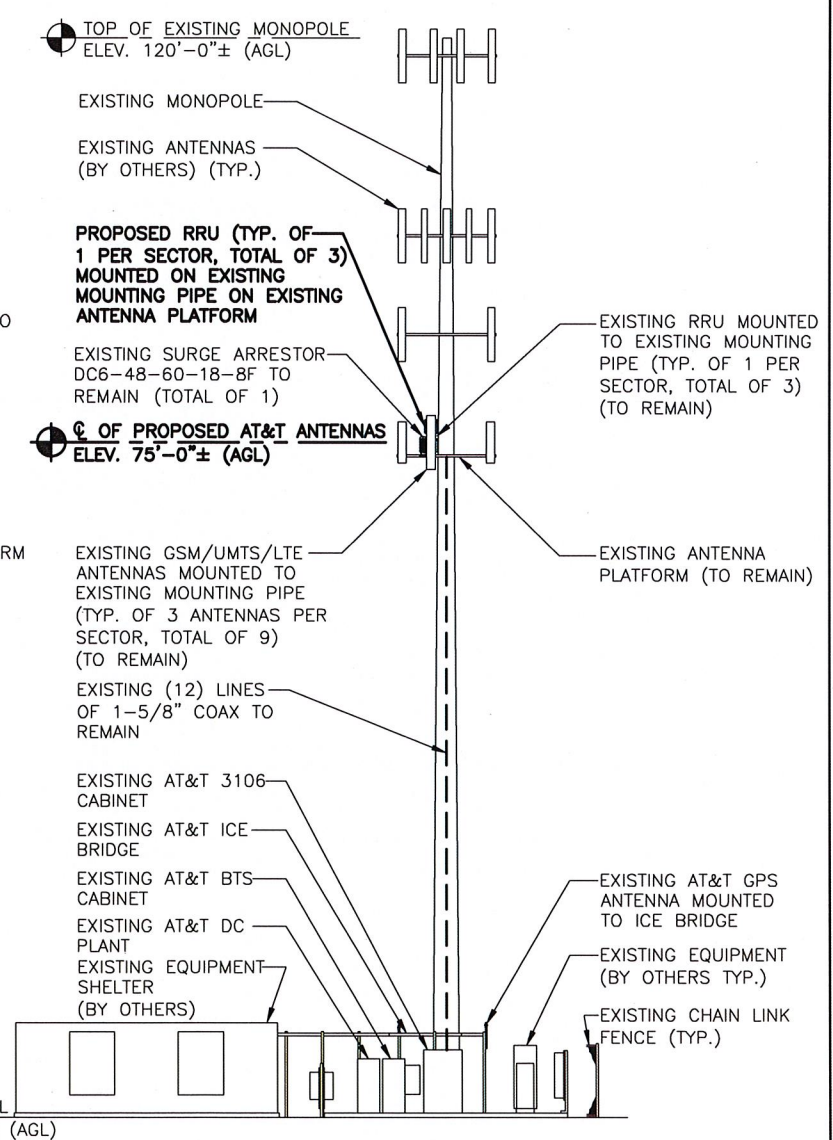 TOP OF EXISTING MONOPOLE
ELEV. 120'-0"± (AGL)
EXISTING MONOPOLE
EXISTING ANTENNAS
(BY OTHERS) (TYP.)
PROPOSED RRU (TYP. OF
1 PER SECTOR, TOTAL OF 3)
MOUNTED ON EXISTING
MOUNTING PIPE ON EXISTING
ANTENNA PLATFORM
O
EXISTING SURGE ARRESTOR
DC6-48-60-18-8F TO
REMAIN (TOTAL OF 1)
EXISTING RRU MOUNTED
TO EXISTING MOUNTING
PIPE (TYP. OF 1 PER
SECTOR, TOTAL OF 3)
(TO REMAIN)
℄ OF PROPOSED AT&T ANTENNAS
ELEV. 75'-0"± (AGL)
RM
EXISTING GSM/UMTS/LTE
ANTENNAS MOUNTED TO
EXISTING MOUNTING PIPE
(TYP. OF 3 ANTENNAS PER
SECTOR, TOTAL OF 9)
(TO REMAIN)
EXISTING ANTENNA
PLATFORM (TO REMAIN)
EXISTING (12) LINES
OF 1-5/8" COAX TO
REMAIN
EXISTING AT&T 3106
CABINET
EXISTING AT&T ICE
BRIDGE
EXISTING AT&T BTS
CABINET
EXISTING AT&T DC
PLANT
EXISTING EQUIPMENT
SHELTER
(BY OTHERS)
EXISTING AT&T GPS
ANTENNA MOUNTED
TO ICE BRIDGE
EXISTING EQUIPMENT
(BY OTHERS TYP.)
EXISTING CHAIN LINK
FENCE (TYP.)
L
(AGL)